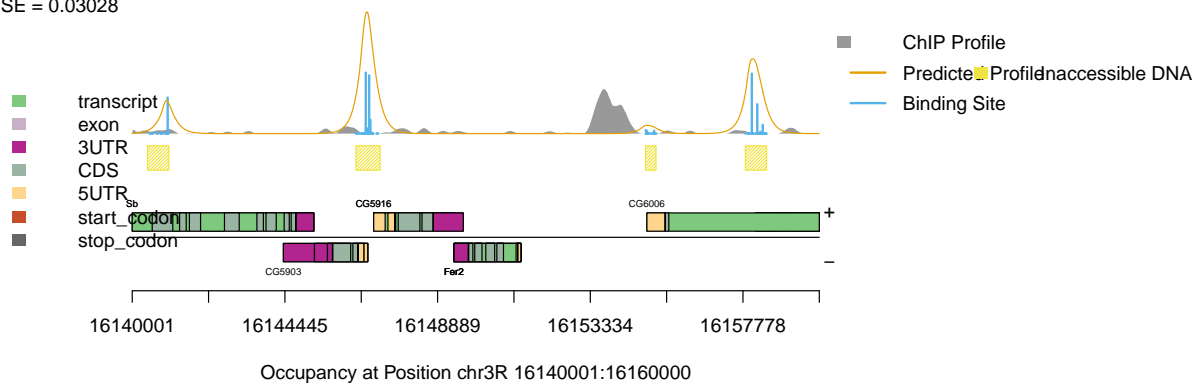 SE = 0.03028
ChIP Profile
Predicted Profile
Inaccessible DNA
Binding Site
transcript
exon
3UTR
CDS
5UTR
start_codon
stop_codon
Sb
CG5916
CG6006
+
CG5903
Fer2
−
16140001
16144445
16148889
16153334
16157778
Occupancy at Position chr3R 16140001:16160000